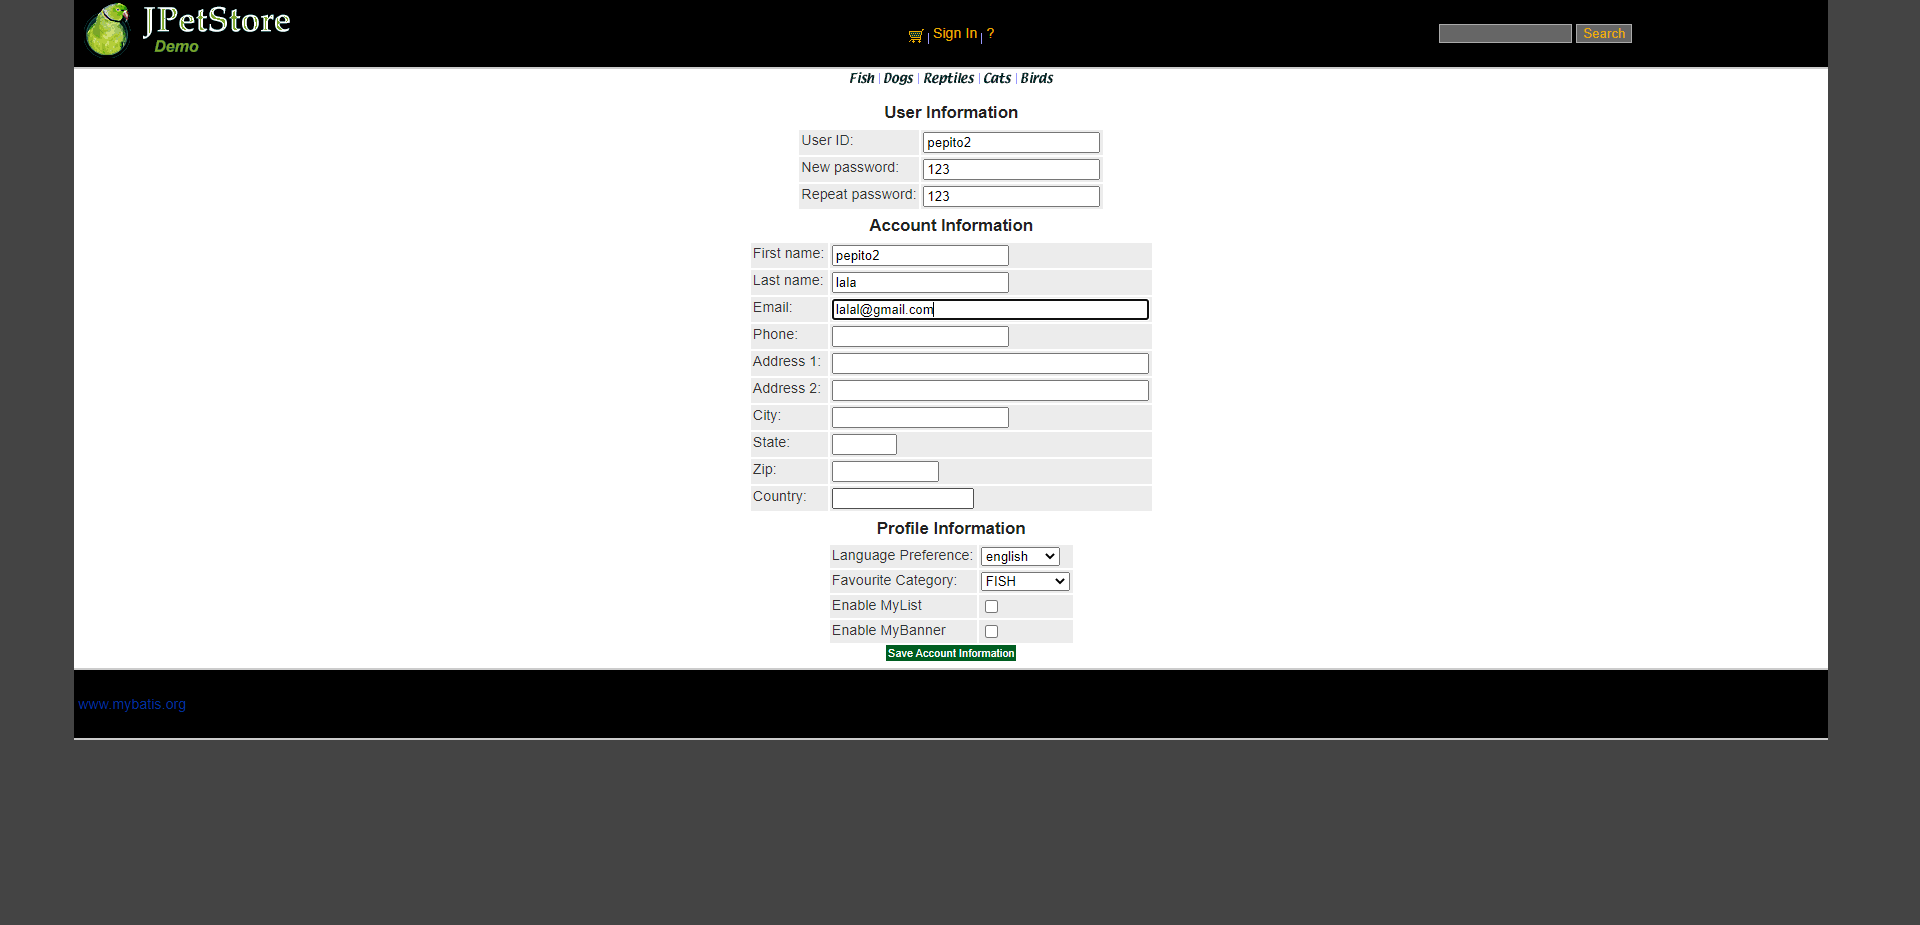 JPetStore
Demo
Sign In | ?
Search
Fish | Dogs | Reptiles | Cats | Birds
User Information
User ID: pepito2
New password: 123
Repeat password: 123
Account Information
First name: pepito2
Last name: lala
Email: lalal@gmail.com
Phone:
Address 1:
Address 2:
City:
State:
Zip:
Country:
Profile Information
Language Preference: english
Favourite Category: FISH
Enable MyList
Enable MyBanner
Save Account Information
www.mybatis.org